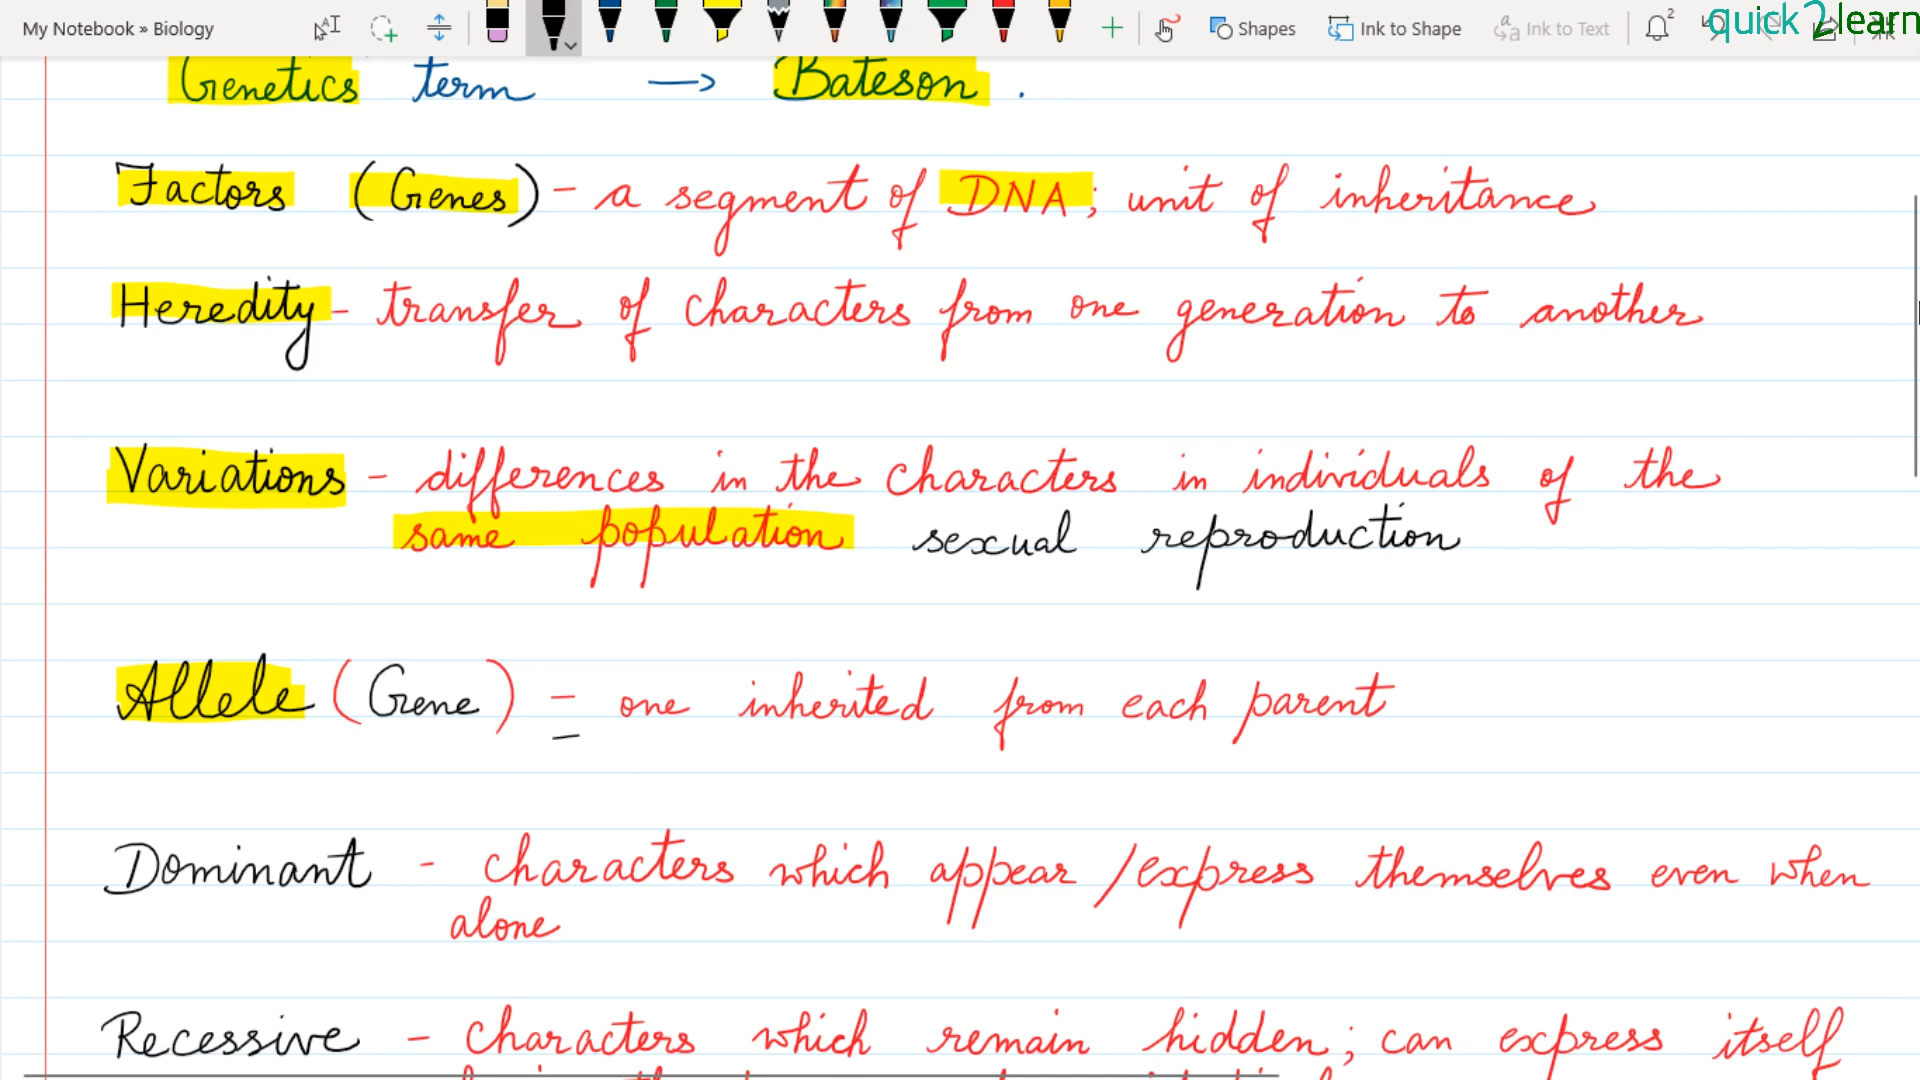 My Notebook » Biology
Shapes
Ink to Shape
Ink to Text
2
quick2learn
Genetics term → Bateson .
Factors (Genes) - a segment of DNA; unit of inheritance
Heredity - transfer of characters from one generation to another
Variations - differences in the characters in individuals of the
same population sexual reproduction
Allele (Gene) - one inherited from each parent
Dominant - characters which appear / express themselves even when
alone
Recessive - characters which remain hidden; can express itself